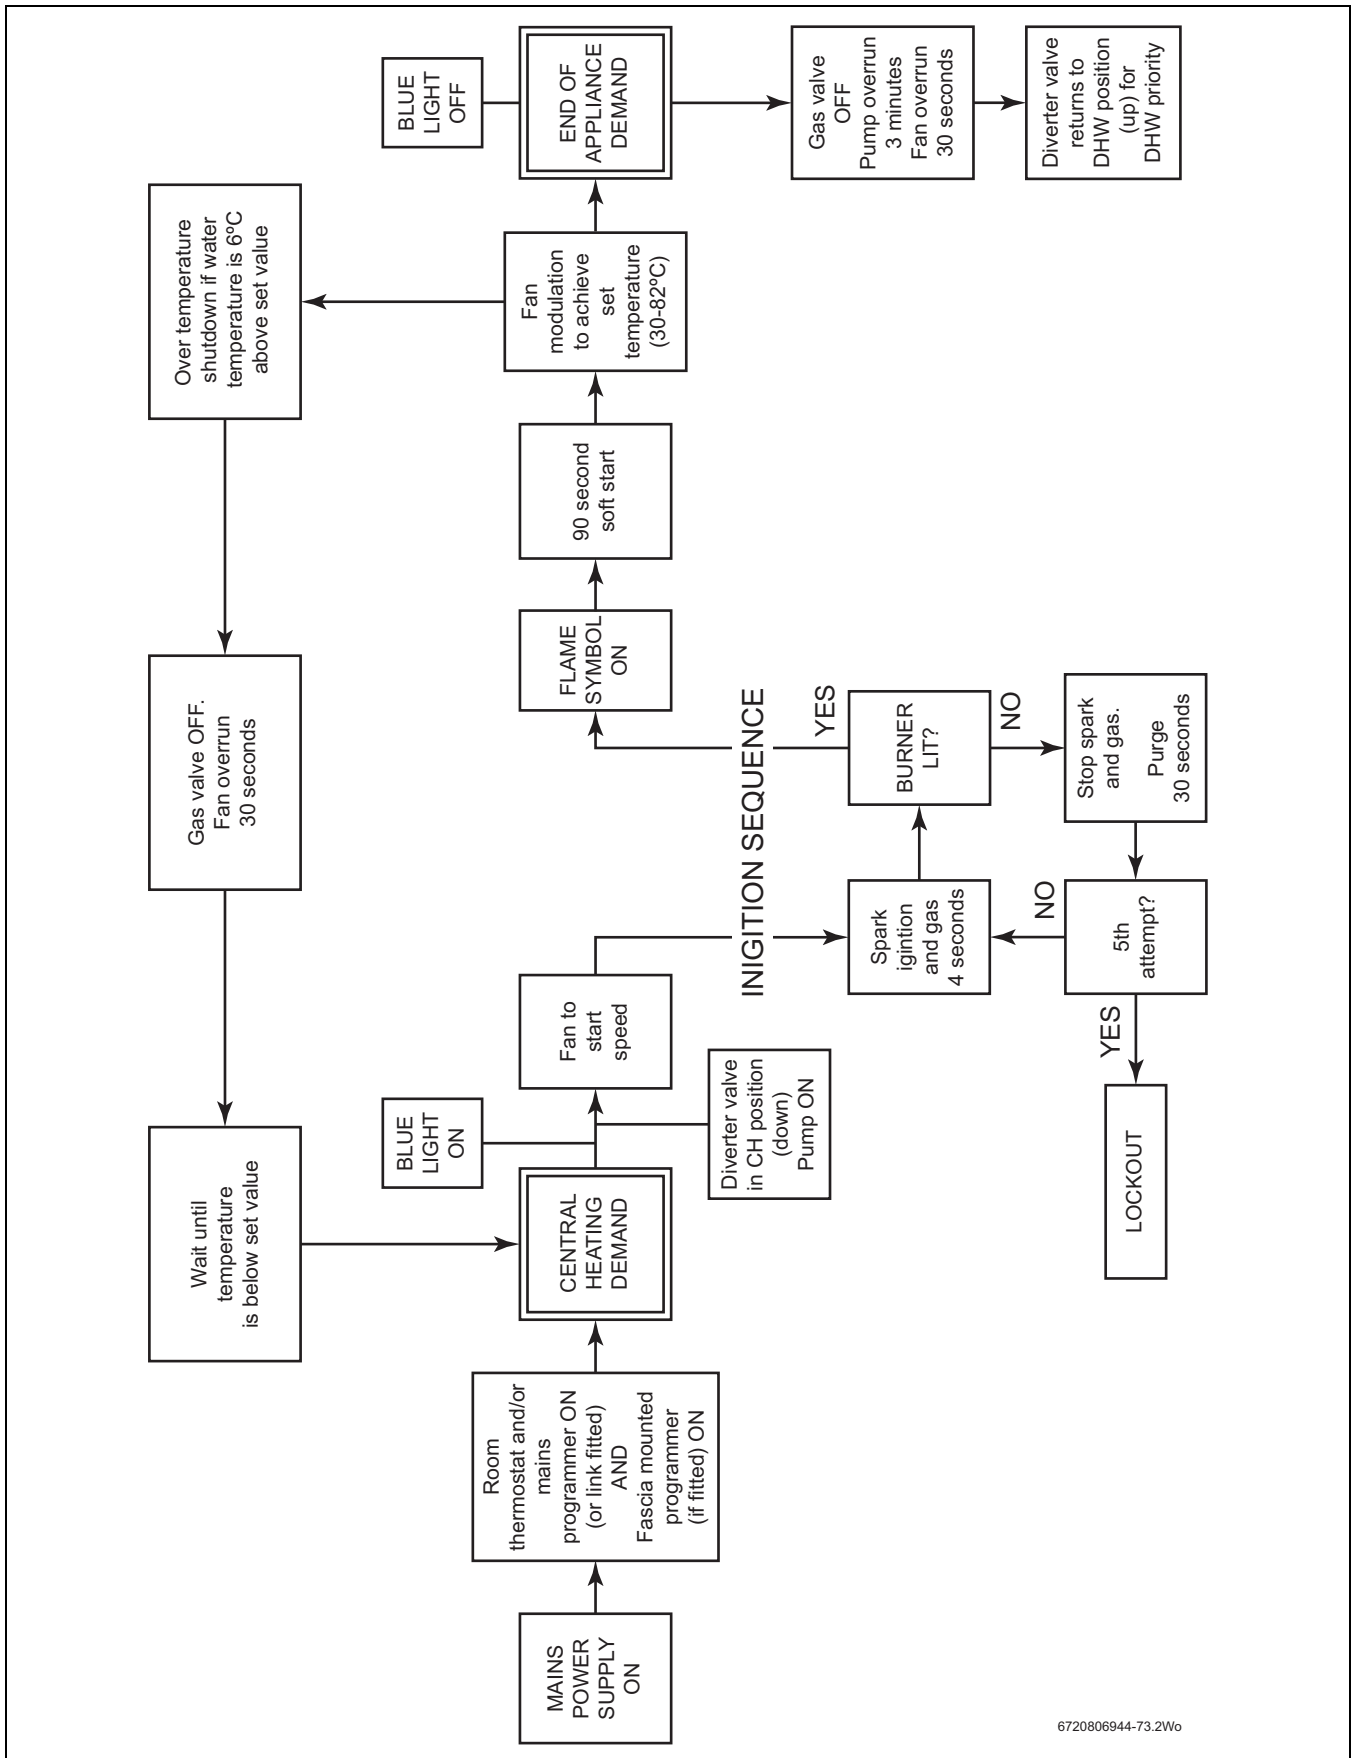 MAINS
POWER
SUPPLY
ON
Room
thermostat and/or
mains
programmer ON
(or link fitted)
AND
Fascia mounted
programmer
(if fitted) ON
CENTRAL
HEATING
DEMAND
BLUE
LIGHT
ON
Diverter valve
in CH position
(down)
Pump ON
Fan to
start
speed
INIGITION SEQUENCE
Spark
igintion
and gas
4 seconds
BURNER
LIT?
YES
NO
Stop spark
and gas.
Purge
30 seconds
5th
attempt?
NO
YES
LOCKOUT
FLAME
SYMBOL
ON
90 second
soft start
Fan
modulation
to achieve
set
temperature
(30-82ºC)
Over temperature
shutdown if water
temperature is 6ºC
above set value
Gas valve OFF.
Fan overrun
30 seconds
Wait until
temperature
is below set value
END OF
APPLIANCE
DEMAND
BLUE
LIGHT
OFF
Gas valve
OFF
Pump overrun
3 minutes
Fan overrun
30 seconds
Diverter valve
returns to
DHW position
(up) for
DHW priority
6720806944-73.2Wo